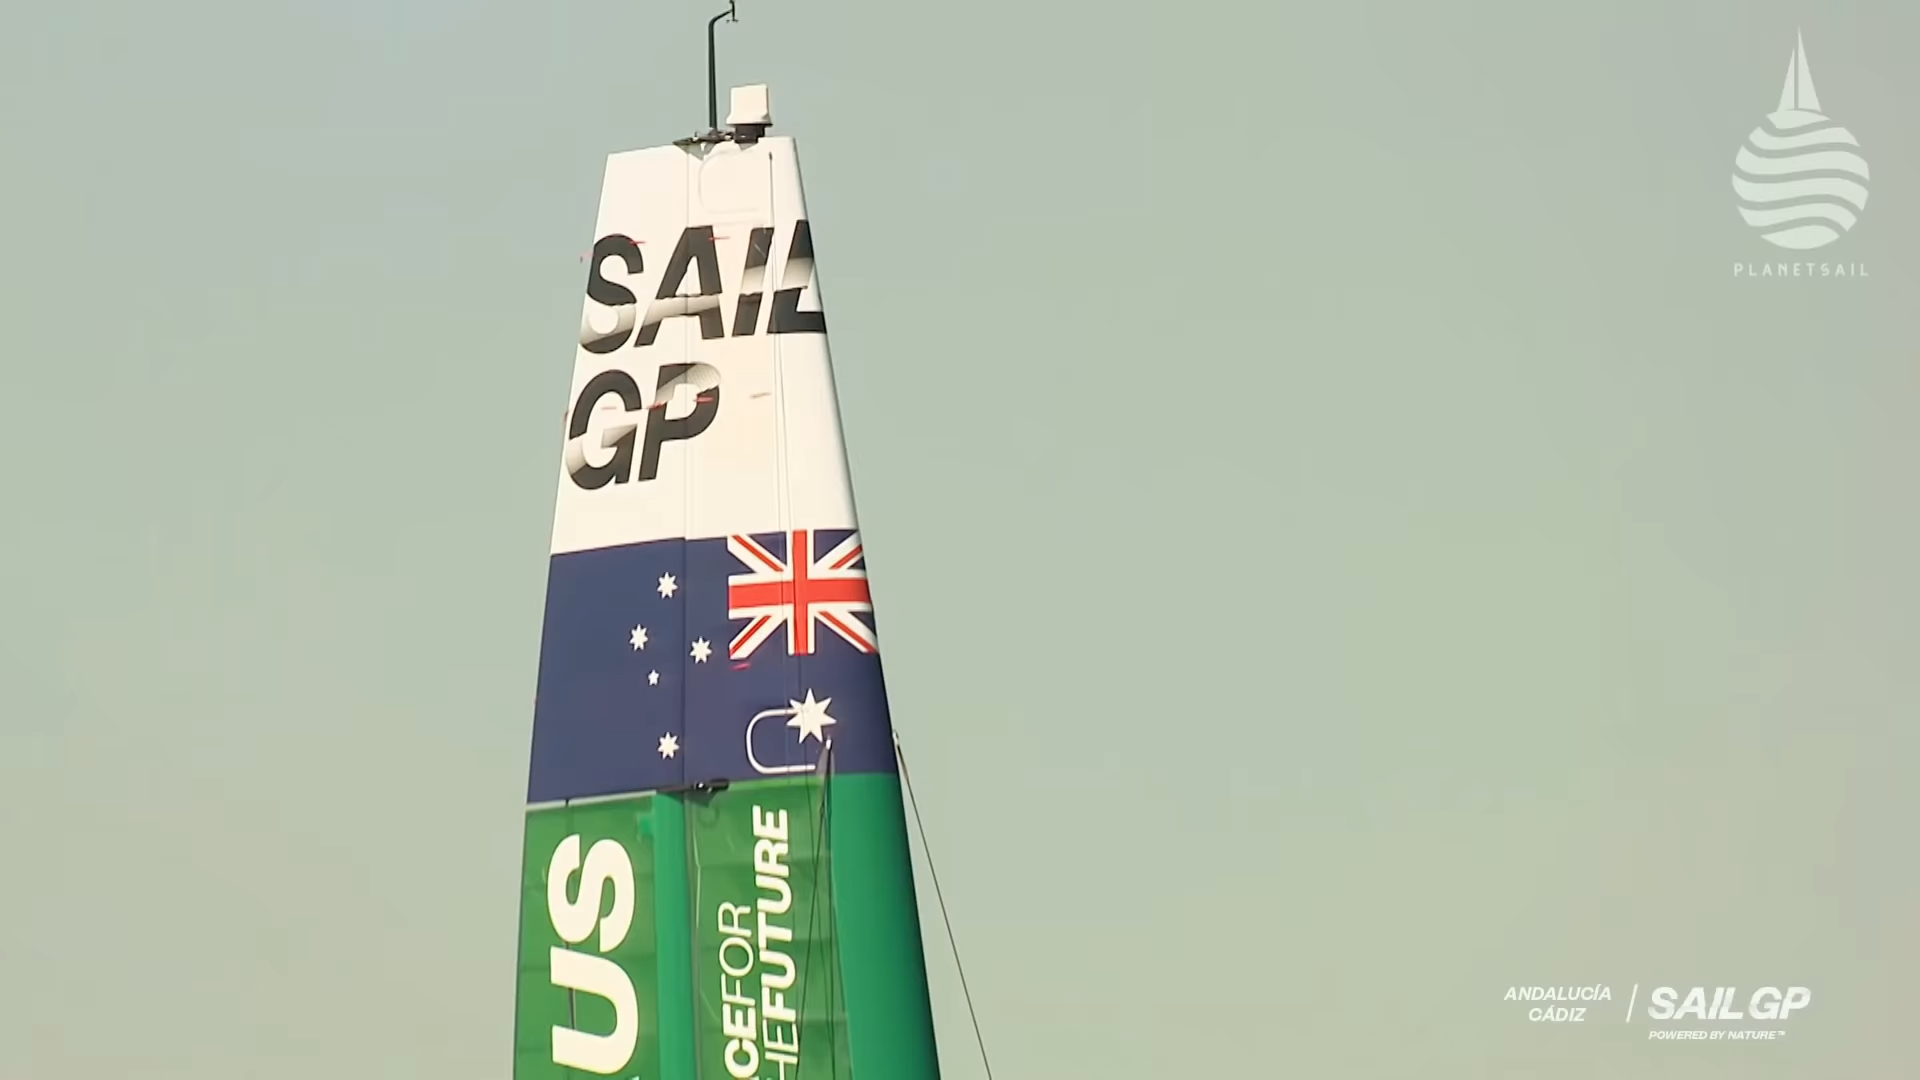 SAIL
GP
US
CEFOR
HEFUTURE
PLANETSAIL
ANDALUCÍA
CÁDIZ
SAILGP
POWERED BY NATURE™